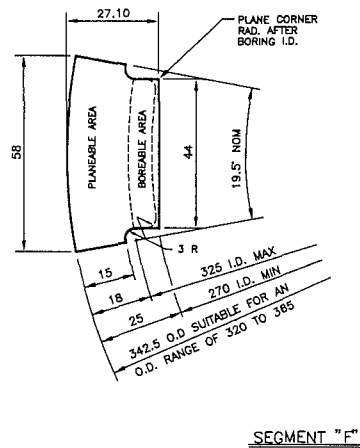 27.10
PLANE CORNER
RAD. AFTER
BORING I.D.
58
PLANEABLE AREA
BOREABLE AREA
44
19.5° NOM
3 R
15
18
25
325 I.D. MAX
270 I.D. MIN
342.5 O.D SUITABLE FOR AN
O.D. RANGE OF 320 TO 365
SEGMENT "F"